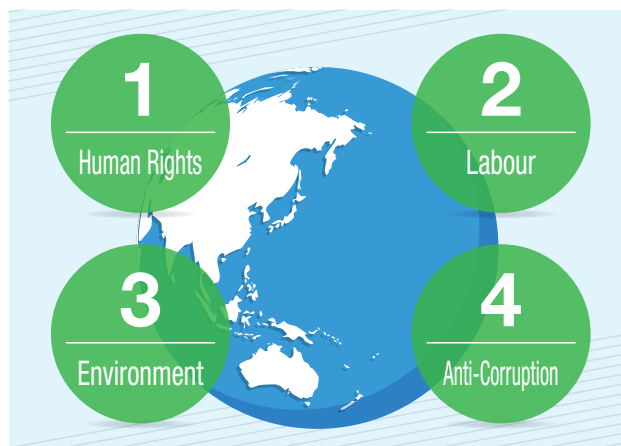 1
Human Rights
2
Labour
3
Environment
4
Anti-Corruption